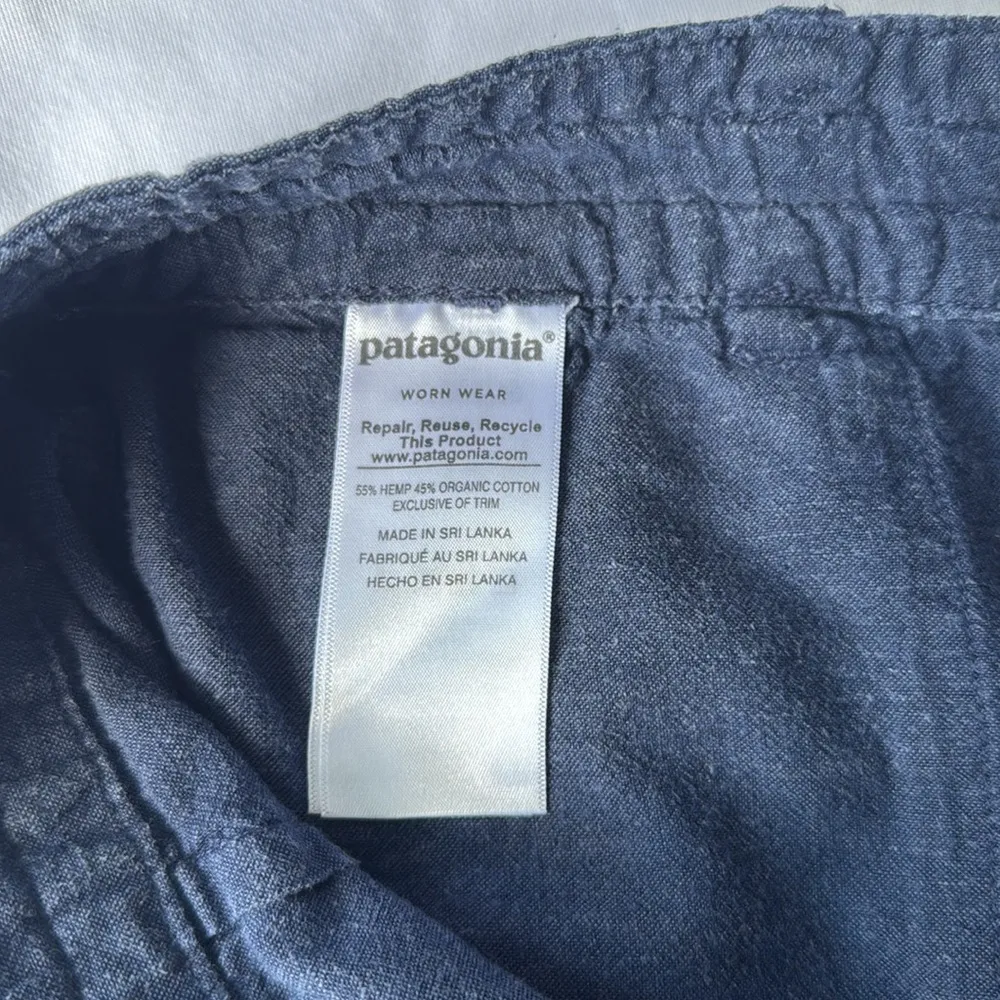 patagonia®
WORN WEAR
Repair, Reuse, Recycle
This Product
www.patagonia.com
55% HEMP 45% ORGANIC COTTON
EXCLUSIVE OF TRIM
MADE IN SRI LANKA
FABRIQUÉ AU SRI LANKA
HECHO EN SRI LANKA